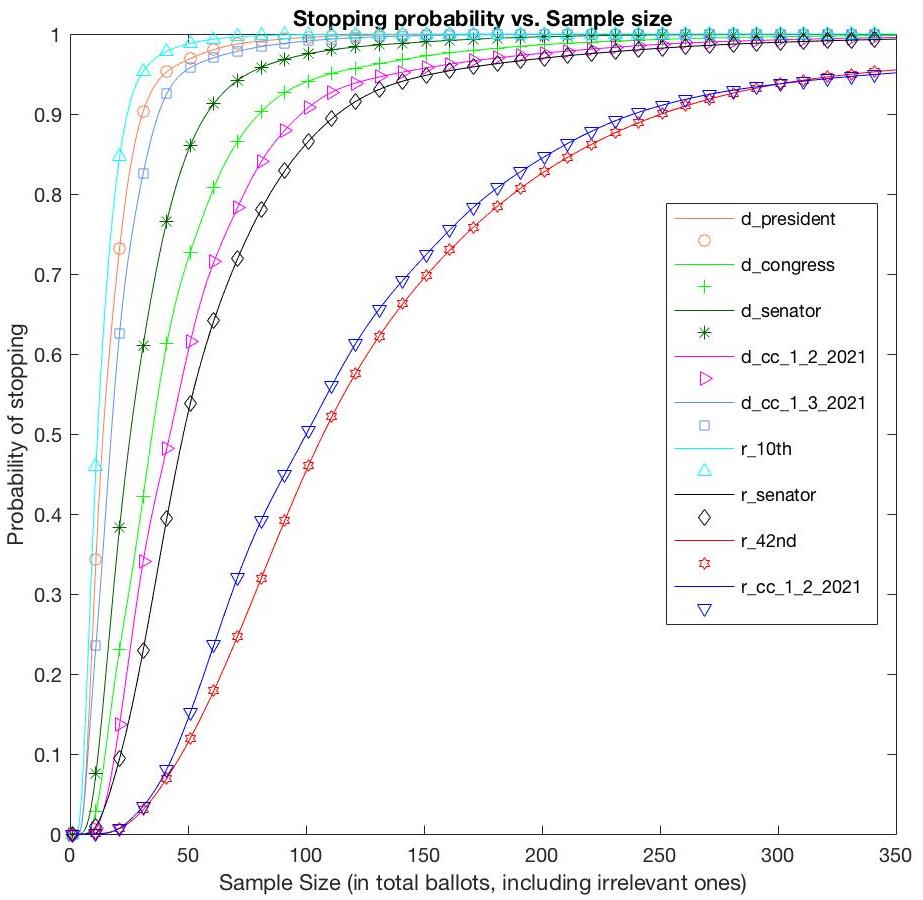 Stopping probability vs. Sample size
Probability of stopping
1
0.9
0.8
0.7
0.6
0.5
0.4
0.3
0.2
0.1
0
0 50 100 150 200 250 300 350
Sample Size (in total ballots, including irrelevant ones)
d_president
d_congress
d_senator
d_cc_1_2_2021
d_cc_1_3_2021
r_10th
r_senator
r_42nd
r_cc_1_2_2021